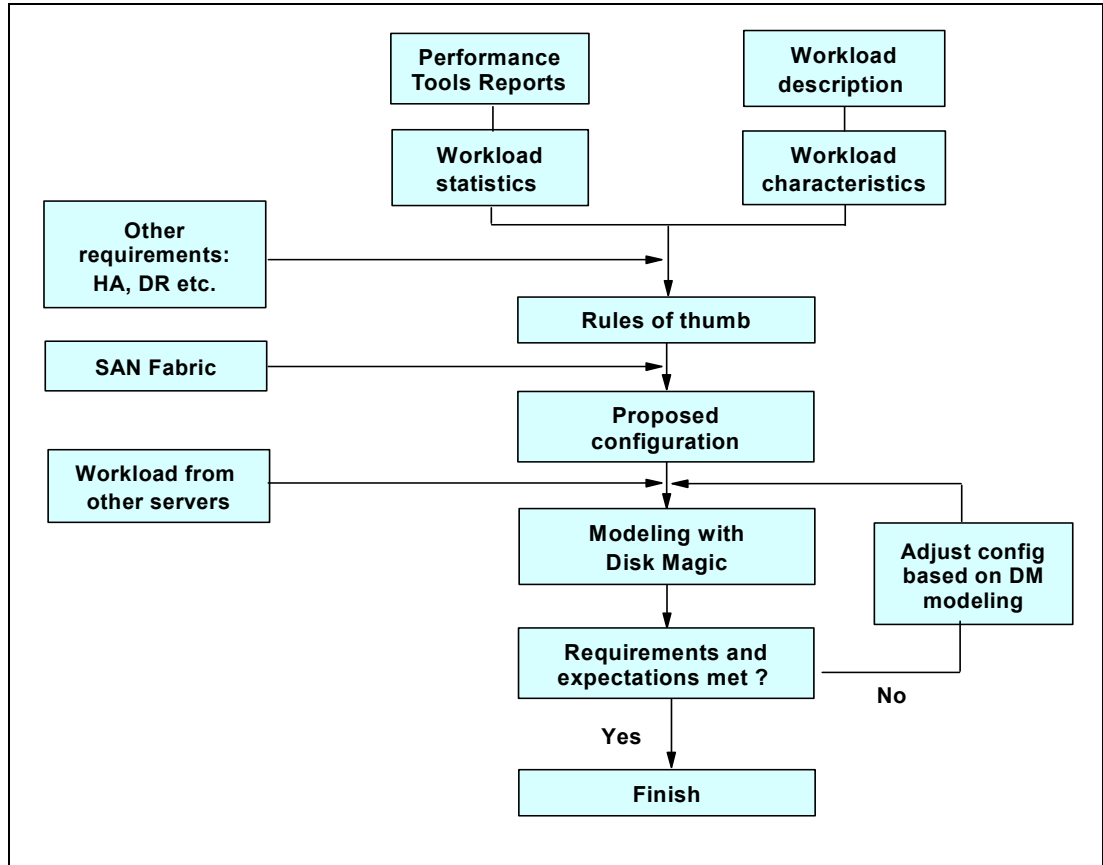 Performance
Tools Reports
Workload
description
Workload
statistics
Workload
characteristics
Other
requirements:
HA, DR etc.
Rules of thumb
SAN Fabric
Proposed
configuration
Workload from
other servers
Modeling with
Disk Magic
Adjust config
based on DM
modeling
Requirements and
expectations met ?
No
Yes
Finish